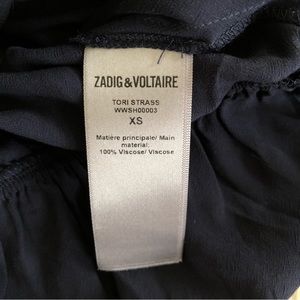 ZADIG & VOLTAIRE
TORI STRASS
WWSH00003
XS
Matière principale/ Main
material:
100% Viscose/ Viscose